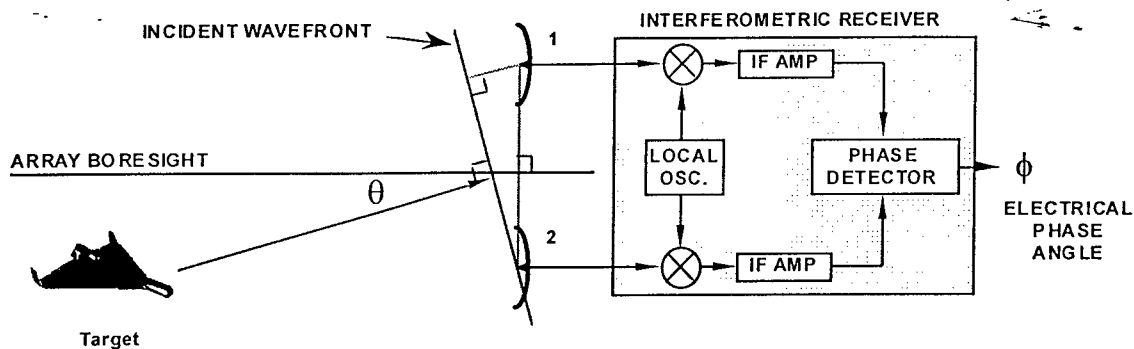 INTERFEROMETRIC RECEIVER
INCIDENT WAVEFRONT
1
IF AMP
ARRAY BORESIGHT
θ
LOCAL
OSC.
PHASE
DETECTOR
ϕ
ELECTRICAL
PHASE
ANGLE
2
IF AMP
Target